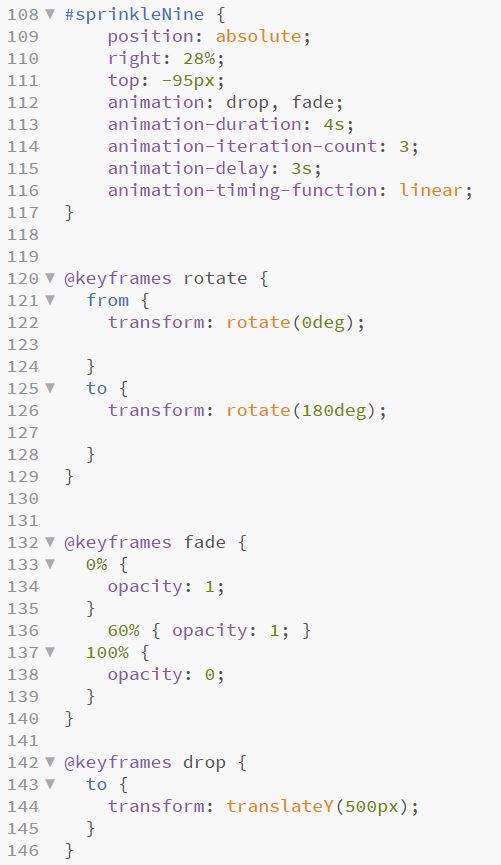 108 ▼ #sprinkleNine {
109       position: absolute;
110       right: 28%;
111       top: -95px;
112       animation: drop, fade;
113       animation-duration: 4s;
114       animation-iteration-count: 3;
115       animation-delay: 3s;
116       animation-timing-function: linear;
117   }
118
119
120 ▼ @keyframes rotate {
121 ▼   from {
122       transform: rotate(0deg);
123
124     }
125 ▼   to {
126       transform: rotate(180deg);
127
128     }
129   }
130
131
132 ▼ @keyframes fade {
133 ▼   0% {
134       opacity: 1;
135     }
136       60% { opacity: 1; }
137 ▼   100% {
138       opacity: 0;
139     }
140   }
141
142 ▼ @keyframes drop {
143 ▼   to {
144       transform: translateY(500px);
145     }
146   }